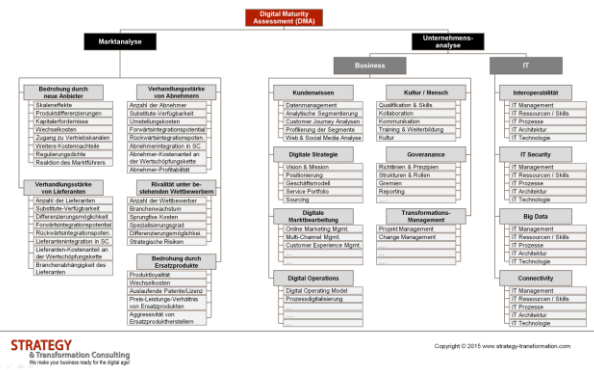 Digital Maturity
Assessment (DMA)
Marktanalyse
Unternehmens-
analyse
Business
IT
Bedrohung durch
neue Anbieter
Skaleneffekte
Produktdifferenzierungen
Kapitalerfordernisse
Wechselkosten
Zugang zu Vertriebskanälen
Weitere Kostennachteile
Regulierungsdichte
Reaktion des Marktführers
Verhandlungsstärke
von Abnehmern
Anzahl der Abnehmer
Substitute-Verfügbarkeit
Umstellungskosten
Forwärtsintegrationspotential
Rückwärtsintegrationspoten.
Abnehmerintegration in SC
Abnehmer-Kostenanteil an
der Wertschöpfungskette
Abnehmer-Profitabilität
Verhandlungsstärke
von Lieferanten
Anzahl der Lieferanten
Substitute-Verfügbarkeit
Differenzierungsmöglichkeit
Forwärtsintegrationspotential
Rückwärtsintegrationspoten.
Lieferantenintegration in SC
Lieferanten-Kostenanteil an
der Wertschöpfungskette
Branchenabhängigkeit des
Lieferanten
Rivalität unter be-
stehenden Wettbewerbern
Anzahl der Wettbewerber
Branchenwachstum
Sprungfixe Kosten
Spezialisierungsgrad
Differenzierungsmöglichkei.
Strategische Risiken
Bedrohung durch
Ersatzprodukte
Produktloyalität
Wechselkosten
Auslaufende Patente/Lizenz
Preis-Leistungs-Verhältnis
von Ersatzprodukten
Aggressivität von
Ersatzproduktherstellern
Kundenwissen
Datenmanagement
Analytische Segmentierung
Customer Journey Analysen
Profilierung der Segmente
Web & Social Media Analyse
Digitale Strategie
Vision & Mission
Positionierung
Geschäftsmodell
Service Portfolio
Sourcing
Digitale
Marktbearbeitung
Online Marketing Mgmt.
Multi-Channel Mgmt.
Customer Experience Mgmt.
...
...
Digital Operations
Digital Operating Model
Prozessdigitalisierung
...
...
...
Kultur / Mensch
Qualifikation & Skills
Kollaboration
Kommunikation
Training & Weiterbildung
Kultur
Goveranance
Richtlinien & Prinzipien
Strukturen & Rollen
Gremien
Reporting
Transformations-
Management
Projekt Management
Change Management
...
...
Interoperabilität
IT Management
IT Ressourcen / Skills
IT Prozesse
IT Architektur
IT Technologie
IT Security
IT Management
IT Ressourcen / Skills
IT Prozesse
IT Architektur
IT Technologie
Big Data
IT Management
IT Ressourcen / Skills
IT Prozesse
IT Architektur
IT Technologie
Connectivity
IT Management
IT Ressourcen / Skills
IT Prozesse
IT Architektur
IT Technologie
STRATEGY
& Transformation Consulting
We make your business ready for the digital age!
Copyright © 2015 www.strategy-transformation.com